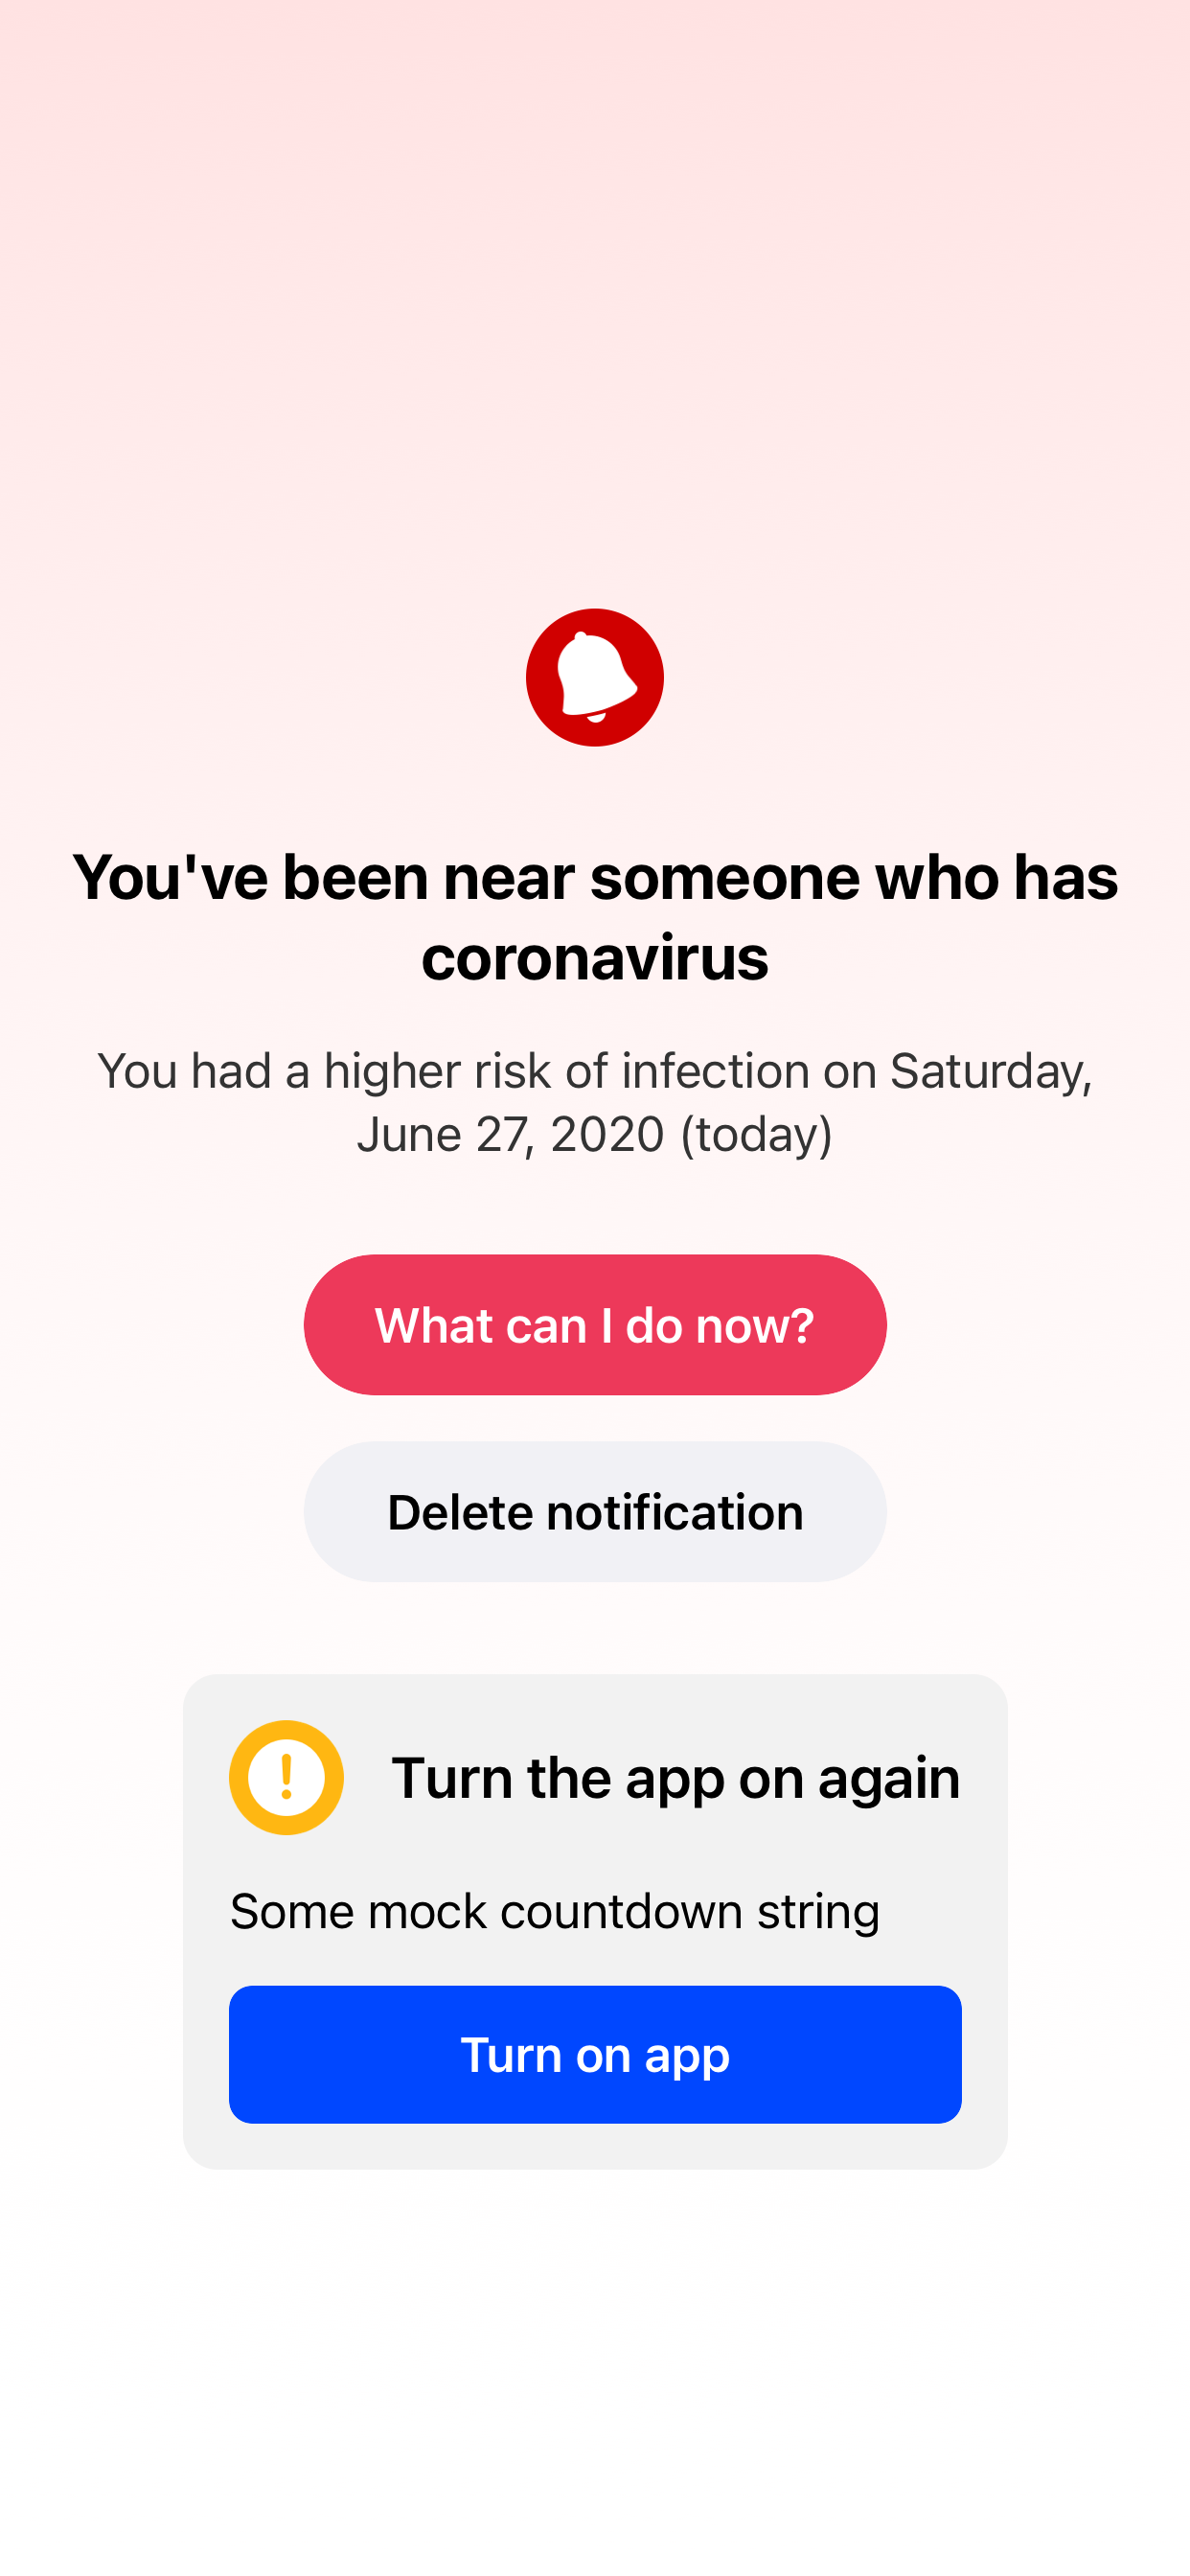 You've been near someone who has
coronavirus
You had a higher risk of infection on Saturday,
June 27, 2020 (today)
What can I do now?
Delete notification
Turn the app on again
Some mock countdown string
Turn on app